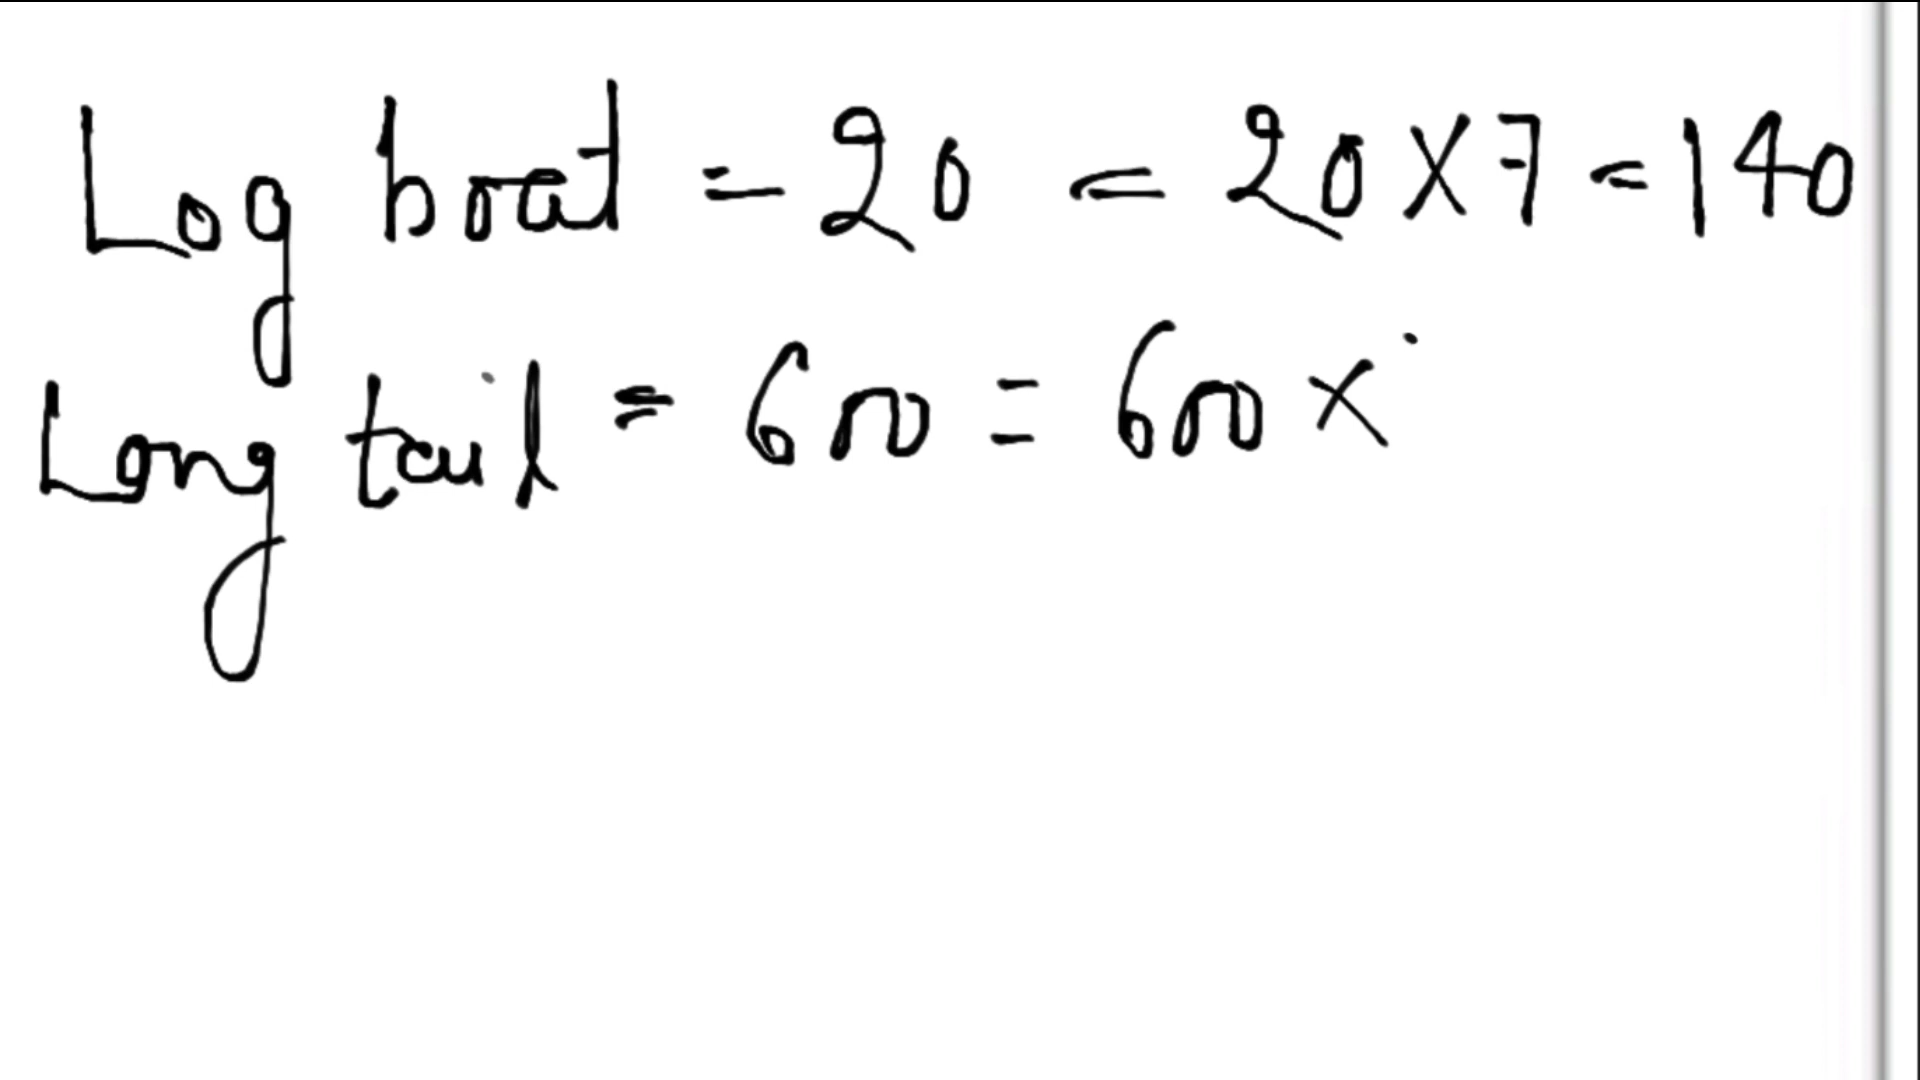 Log boat = 20 = 20 x 7 = 140
Long tail = 600 = 600 x